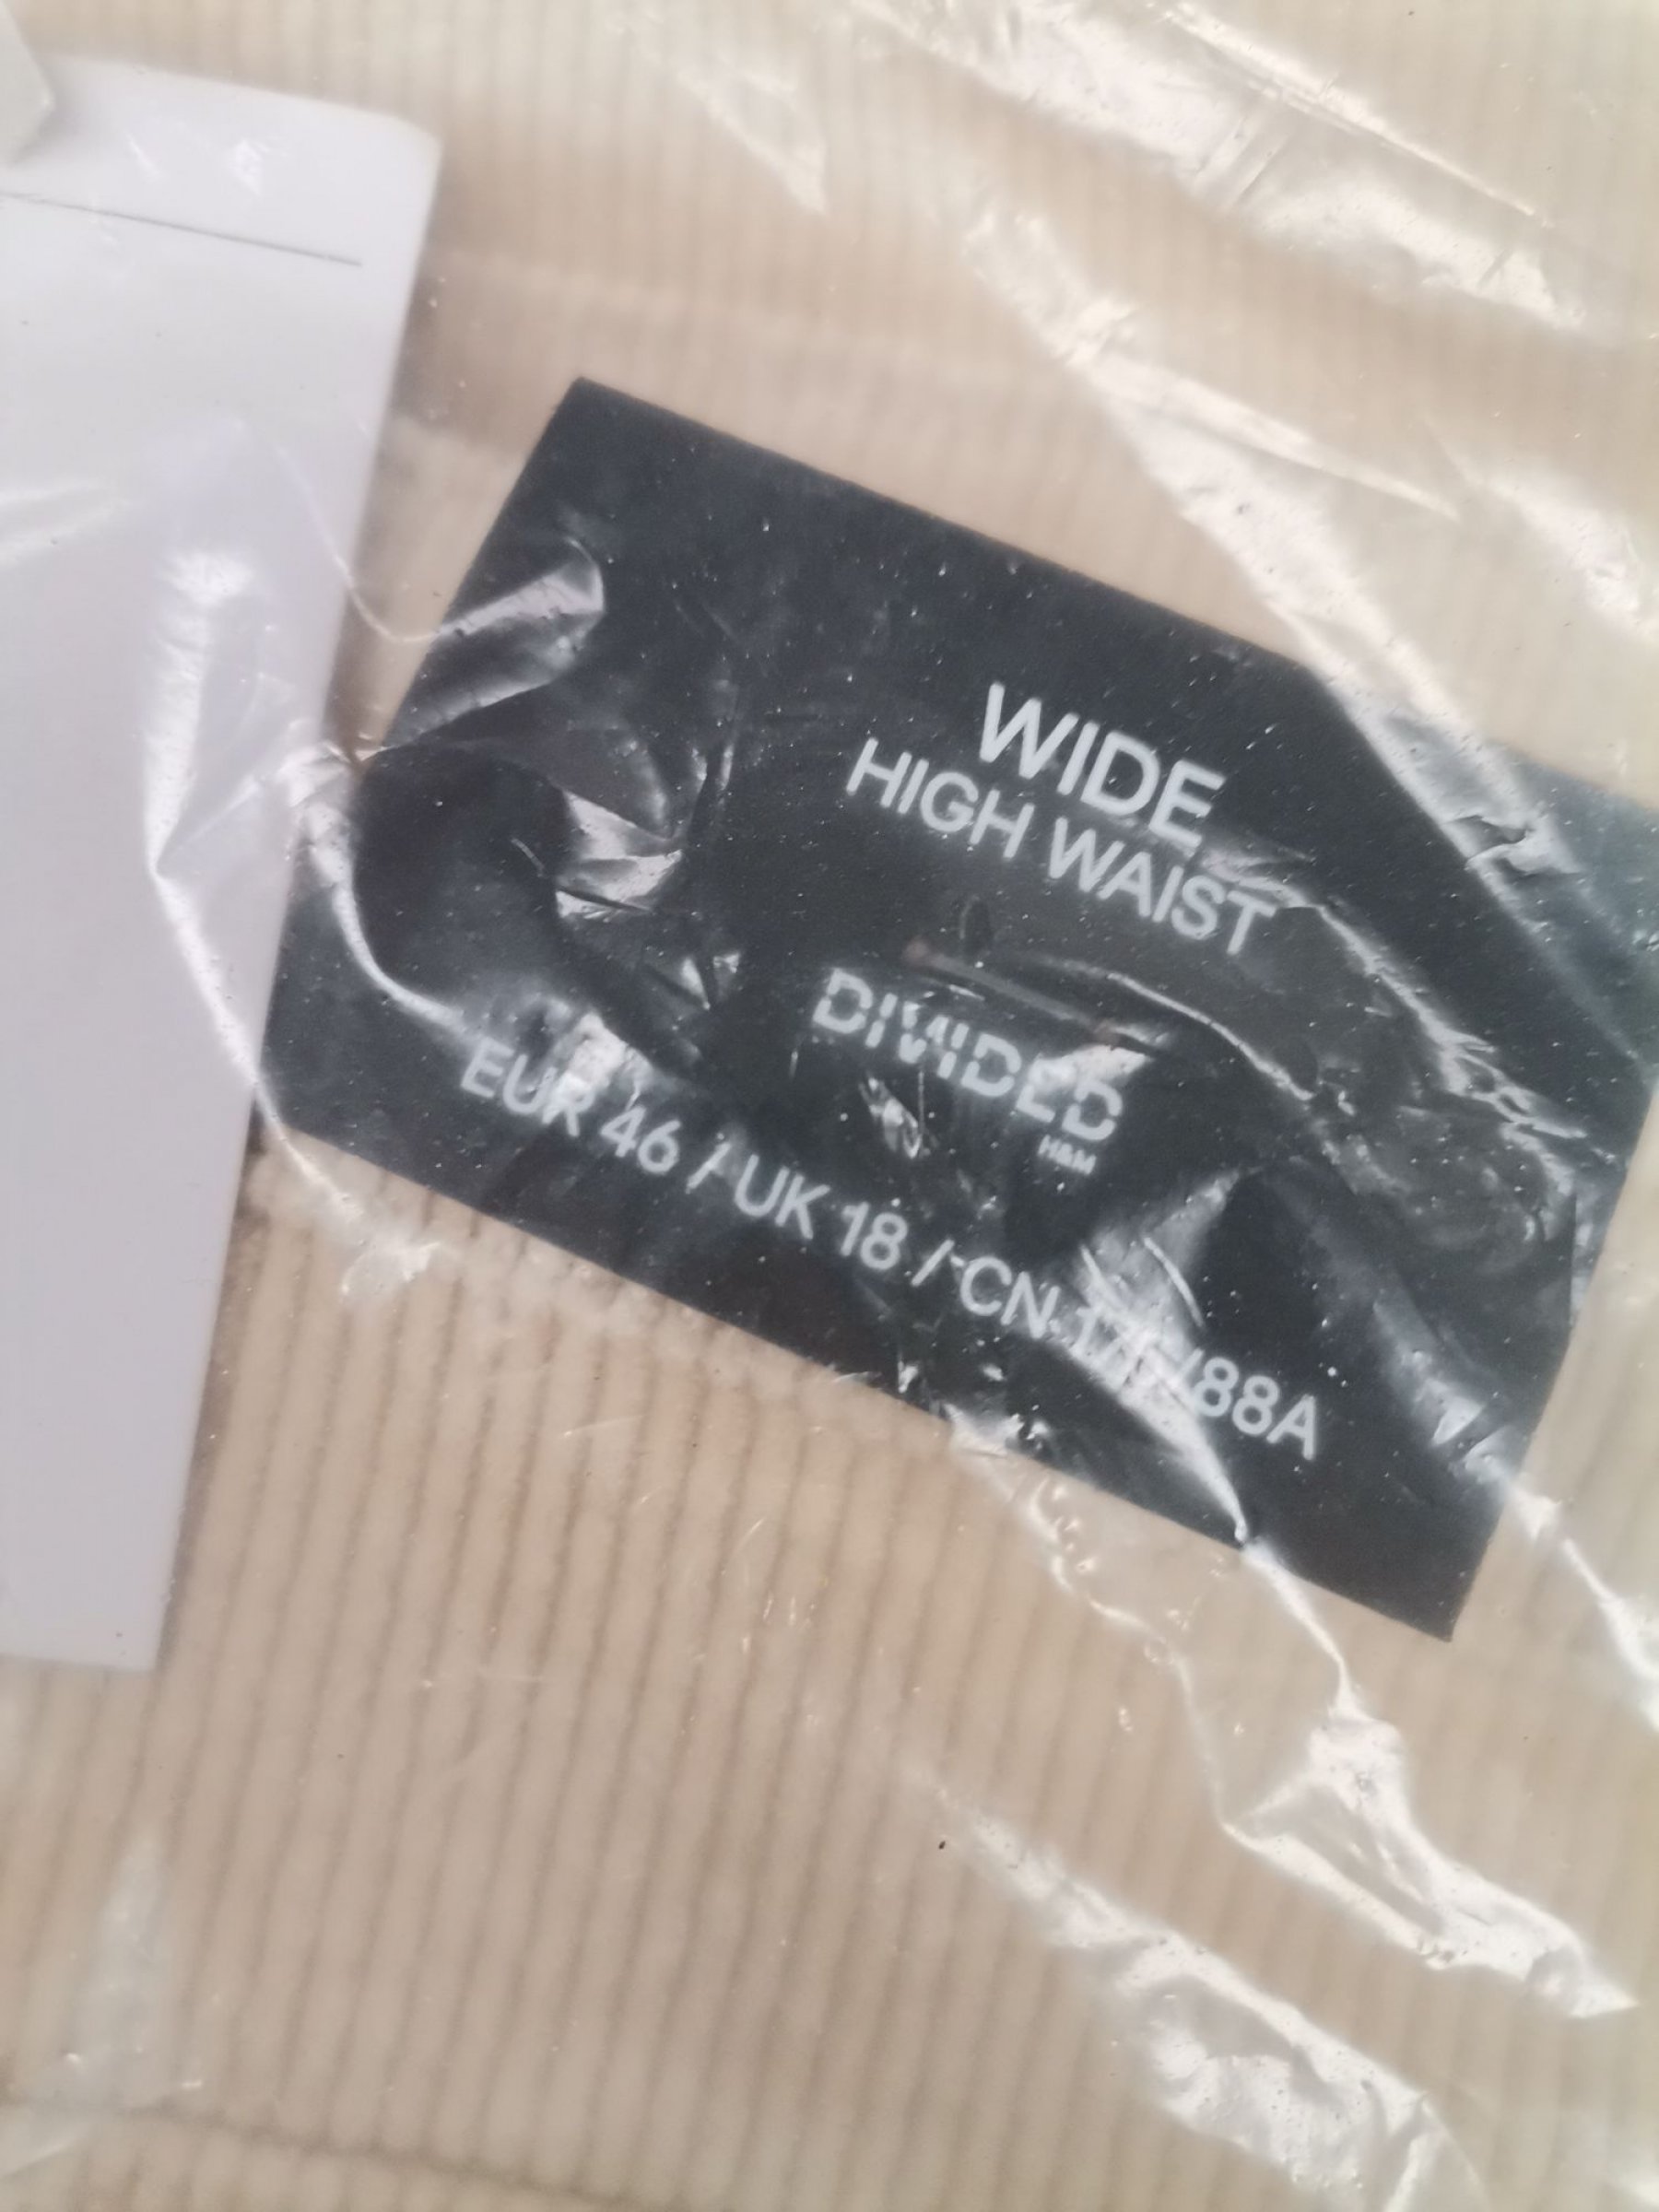 WIDE
HIGH WAIST
DIVIDED
H&M
EUR 46 / UK 18 / CN